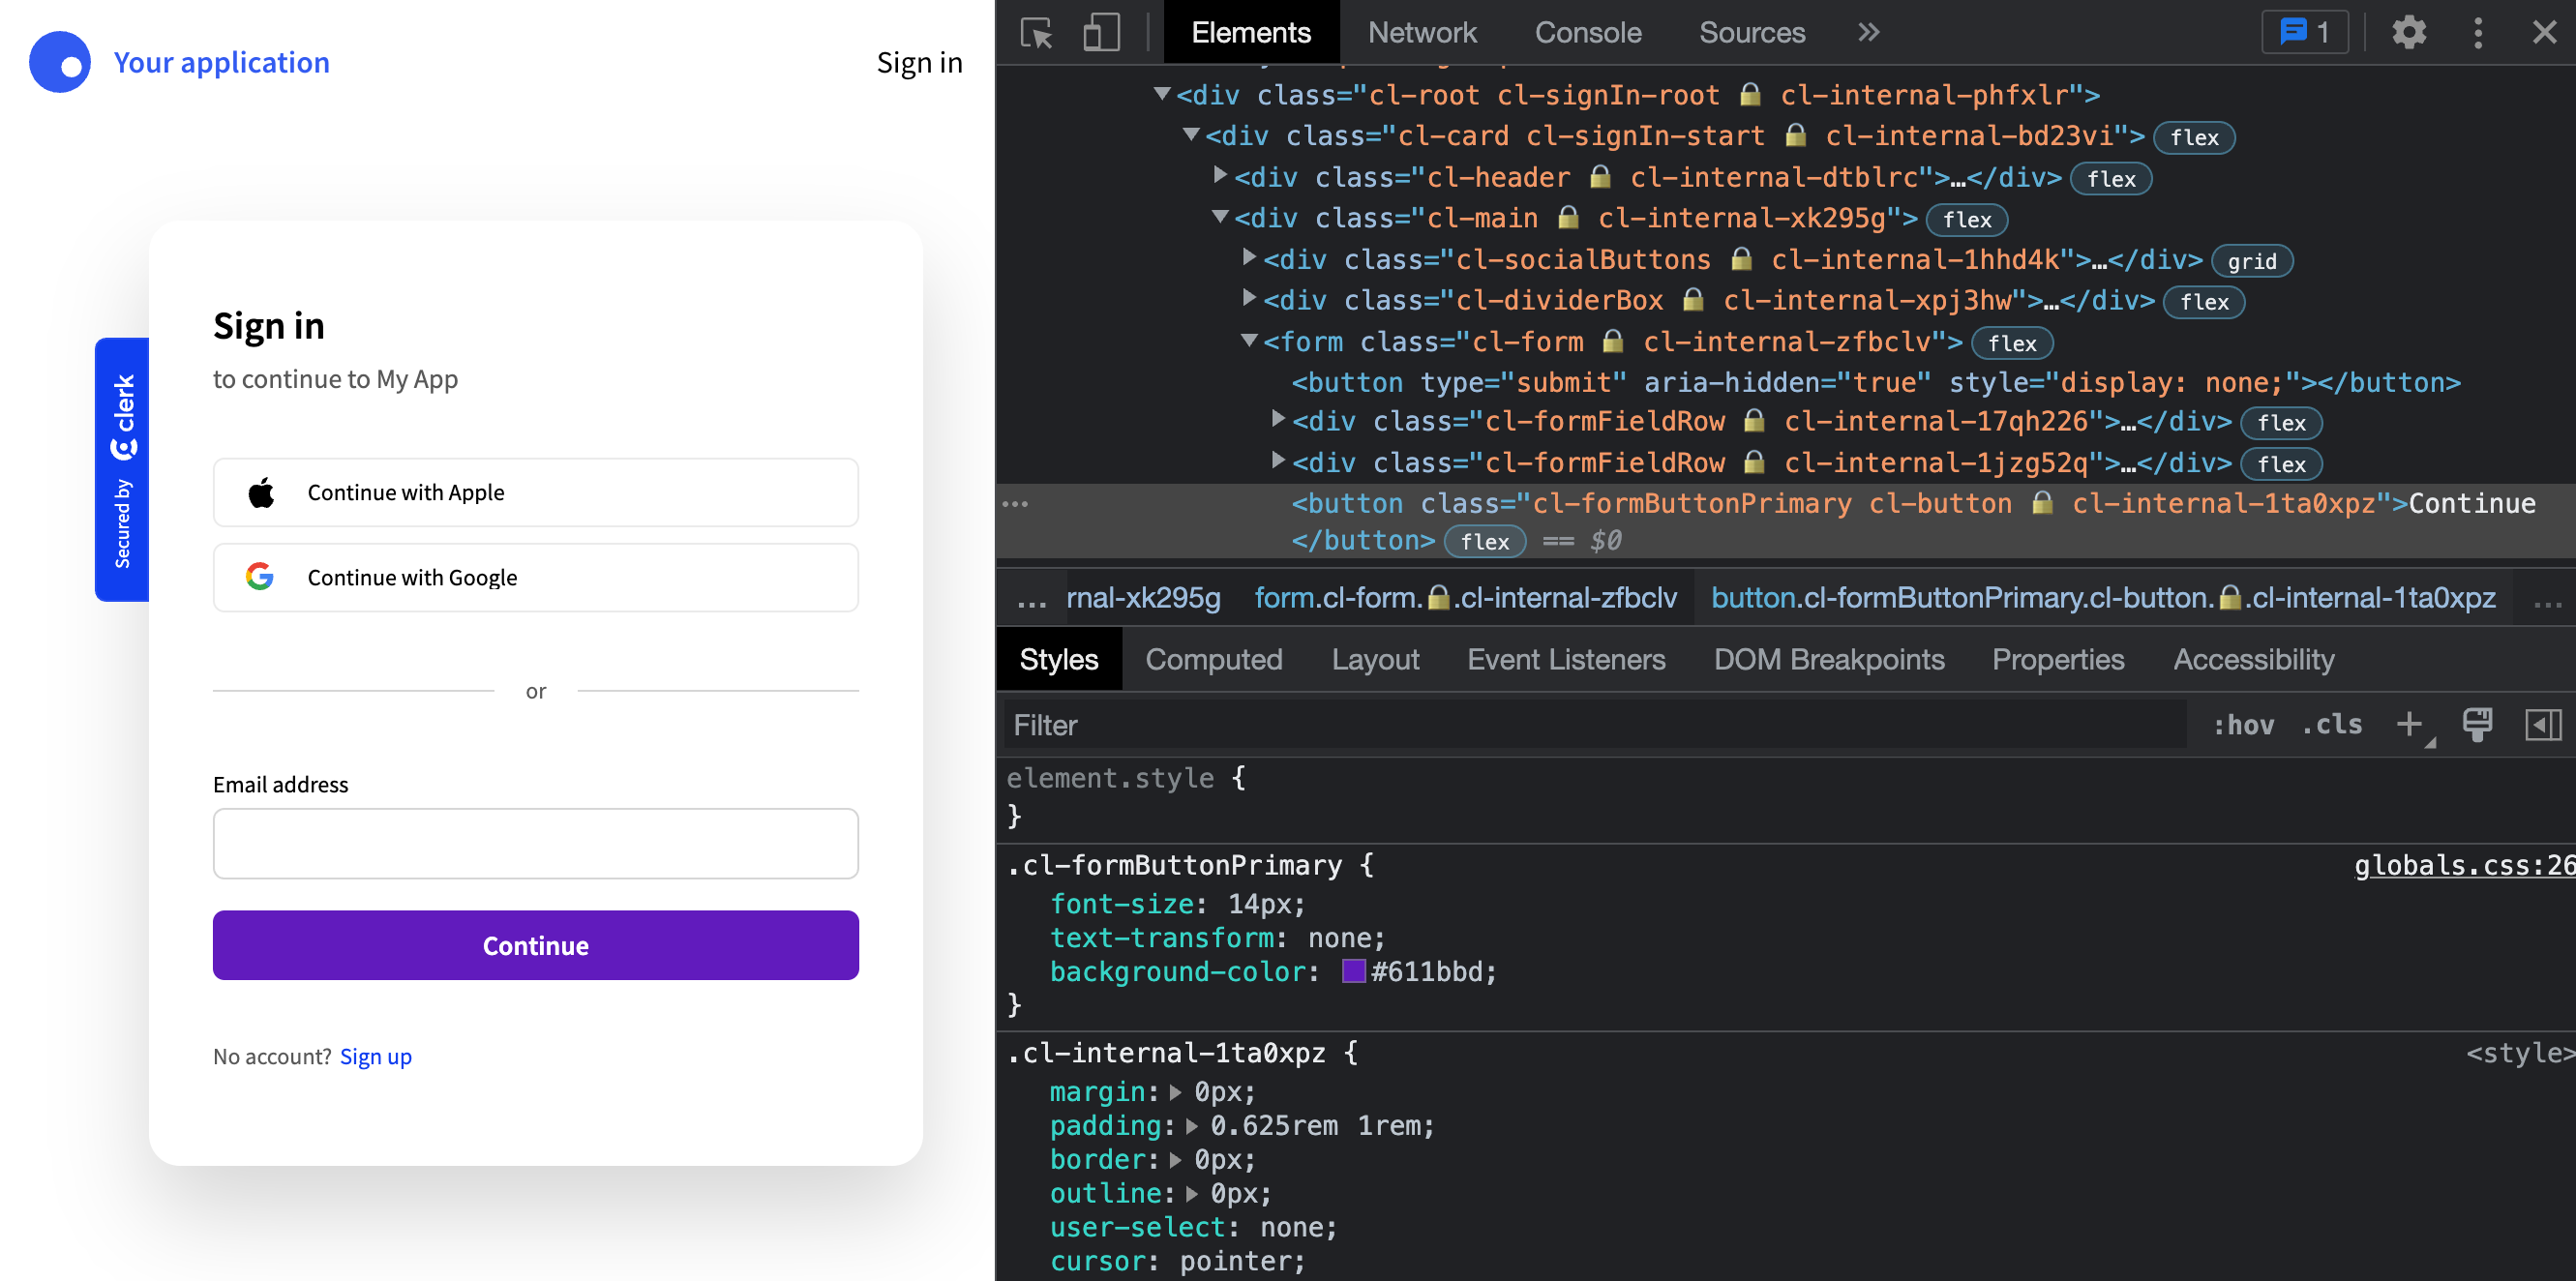 Your application
Sign in
Sign in
to continue to My App
Secured by clerk
Continue with Apple
Continue with Google
or
Email address
Continue
No account? Sign up
Elements Network Console Sources » 1
<div class="cl-root cl-signIn-root 🔒 cl-internal-phfxlr">
<div class="cl-card cl-signIn-start 🔒 cl-internal-bd23vi"> flex
<div class="cl-header 🔒 cl-internal-dtblrc">…</div> flex
<div class="cl-main 🔒 cl-internal-xk295g"> flex
<div class="cl-socialButtons 🔒 cl-internal-1hhd4k">…</div> grid
<div class="cl-dividerBox 🔒 cl-internal-xpj3hw">…</div> flex
<form class="cl-form 🔒 cl-internal-zfbclv"> flex
<button type="submit" aria-hidden="true" style="display: none;"></button>
<div class="cl-formFieldRow 🔒 cl-internal-17qh226">…</div> flex
<div class="cl-formFieldRow 🔒 cl-internal-1jzg52q">…</div> flex
<button class="cl-formButtonPrimary cl-button 🔒 cl-internal-1ta0xpz">Continue
</button> flex == $0
… rnal-xk295g form.cl-form.🔒.cl-internal-zfbclv button.cl-formButtonPrimary.cl-button.🔒.cl-internal-1ta0xpz …
Styles Computed Layout Event Listeners DOM Breakpoints Properties Accessibility
Filter :hov .cls +
element.style {
}
.cl-formButtonPrimary { globals.css:26
font-size: 14px;
text-transform: none;
background-color: #611bbd;
}
.cl-internal-1ta0xpz { <style>
margin: 0px;
padding: 0.625rem 1rem;
border: 0px;
outline: 0px;
user-select: none;
cursor: pointer;